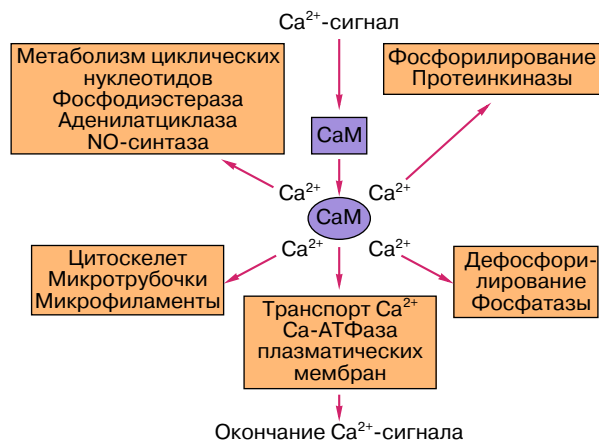 Ca²⁺-сигнал
Метаболизм циклических
нуклеотидов
Фосфодиэстераза
Аденилатциклаза
NO-синтаза
Фосфорилирование
Протеинкиназы
CaM
Ca²⁺
Ca²⁺
CaM
Ca²⁺
Ca²⁺
Цитоскелет
Микротрубочки
Микрофиламенты
Дефосфори-
лирование
Фосфатазы
Транспорт Ca²⁺
Ca-АТФаза
плазматических
мембран
Окончание Ca²⁺-сигнала